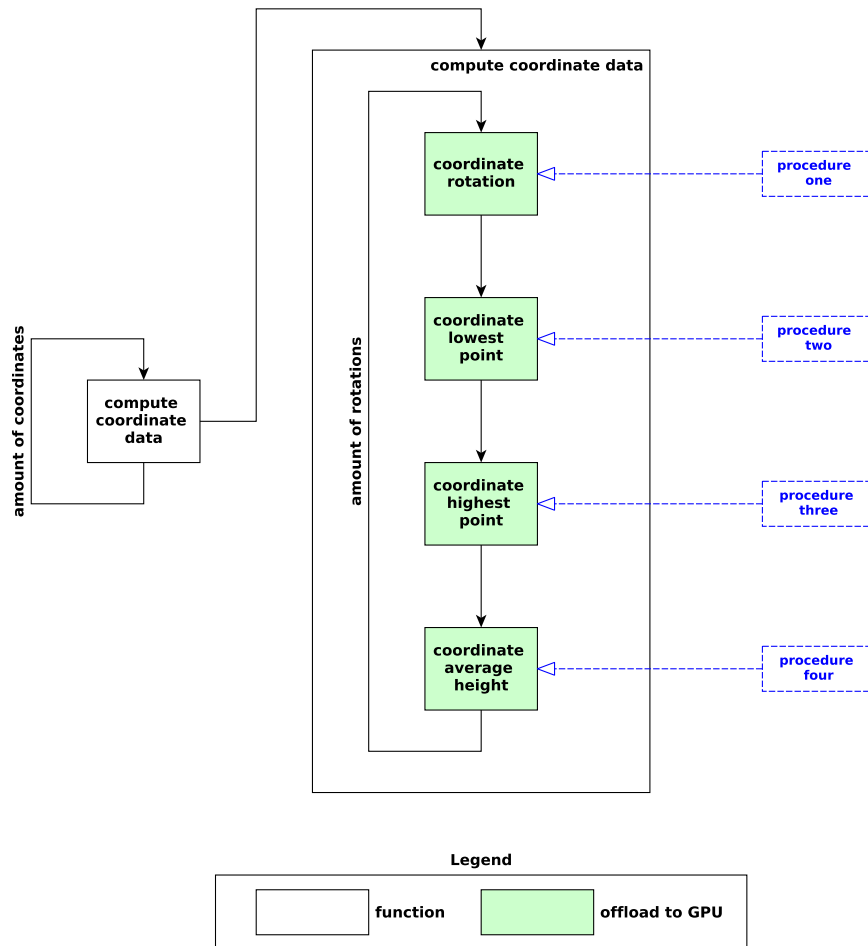 compute coordinate data
coordinate
rotation
procedure
one
amount of coordinates
compute
coordinate
data
amount of rotations
coordinate
lowest
point
procedure
two
coordinate
highest
point
procedure
three
coordinate
average
height
procedure
four
Legend
function
offload to GPU